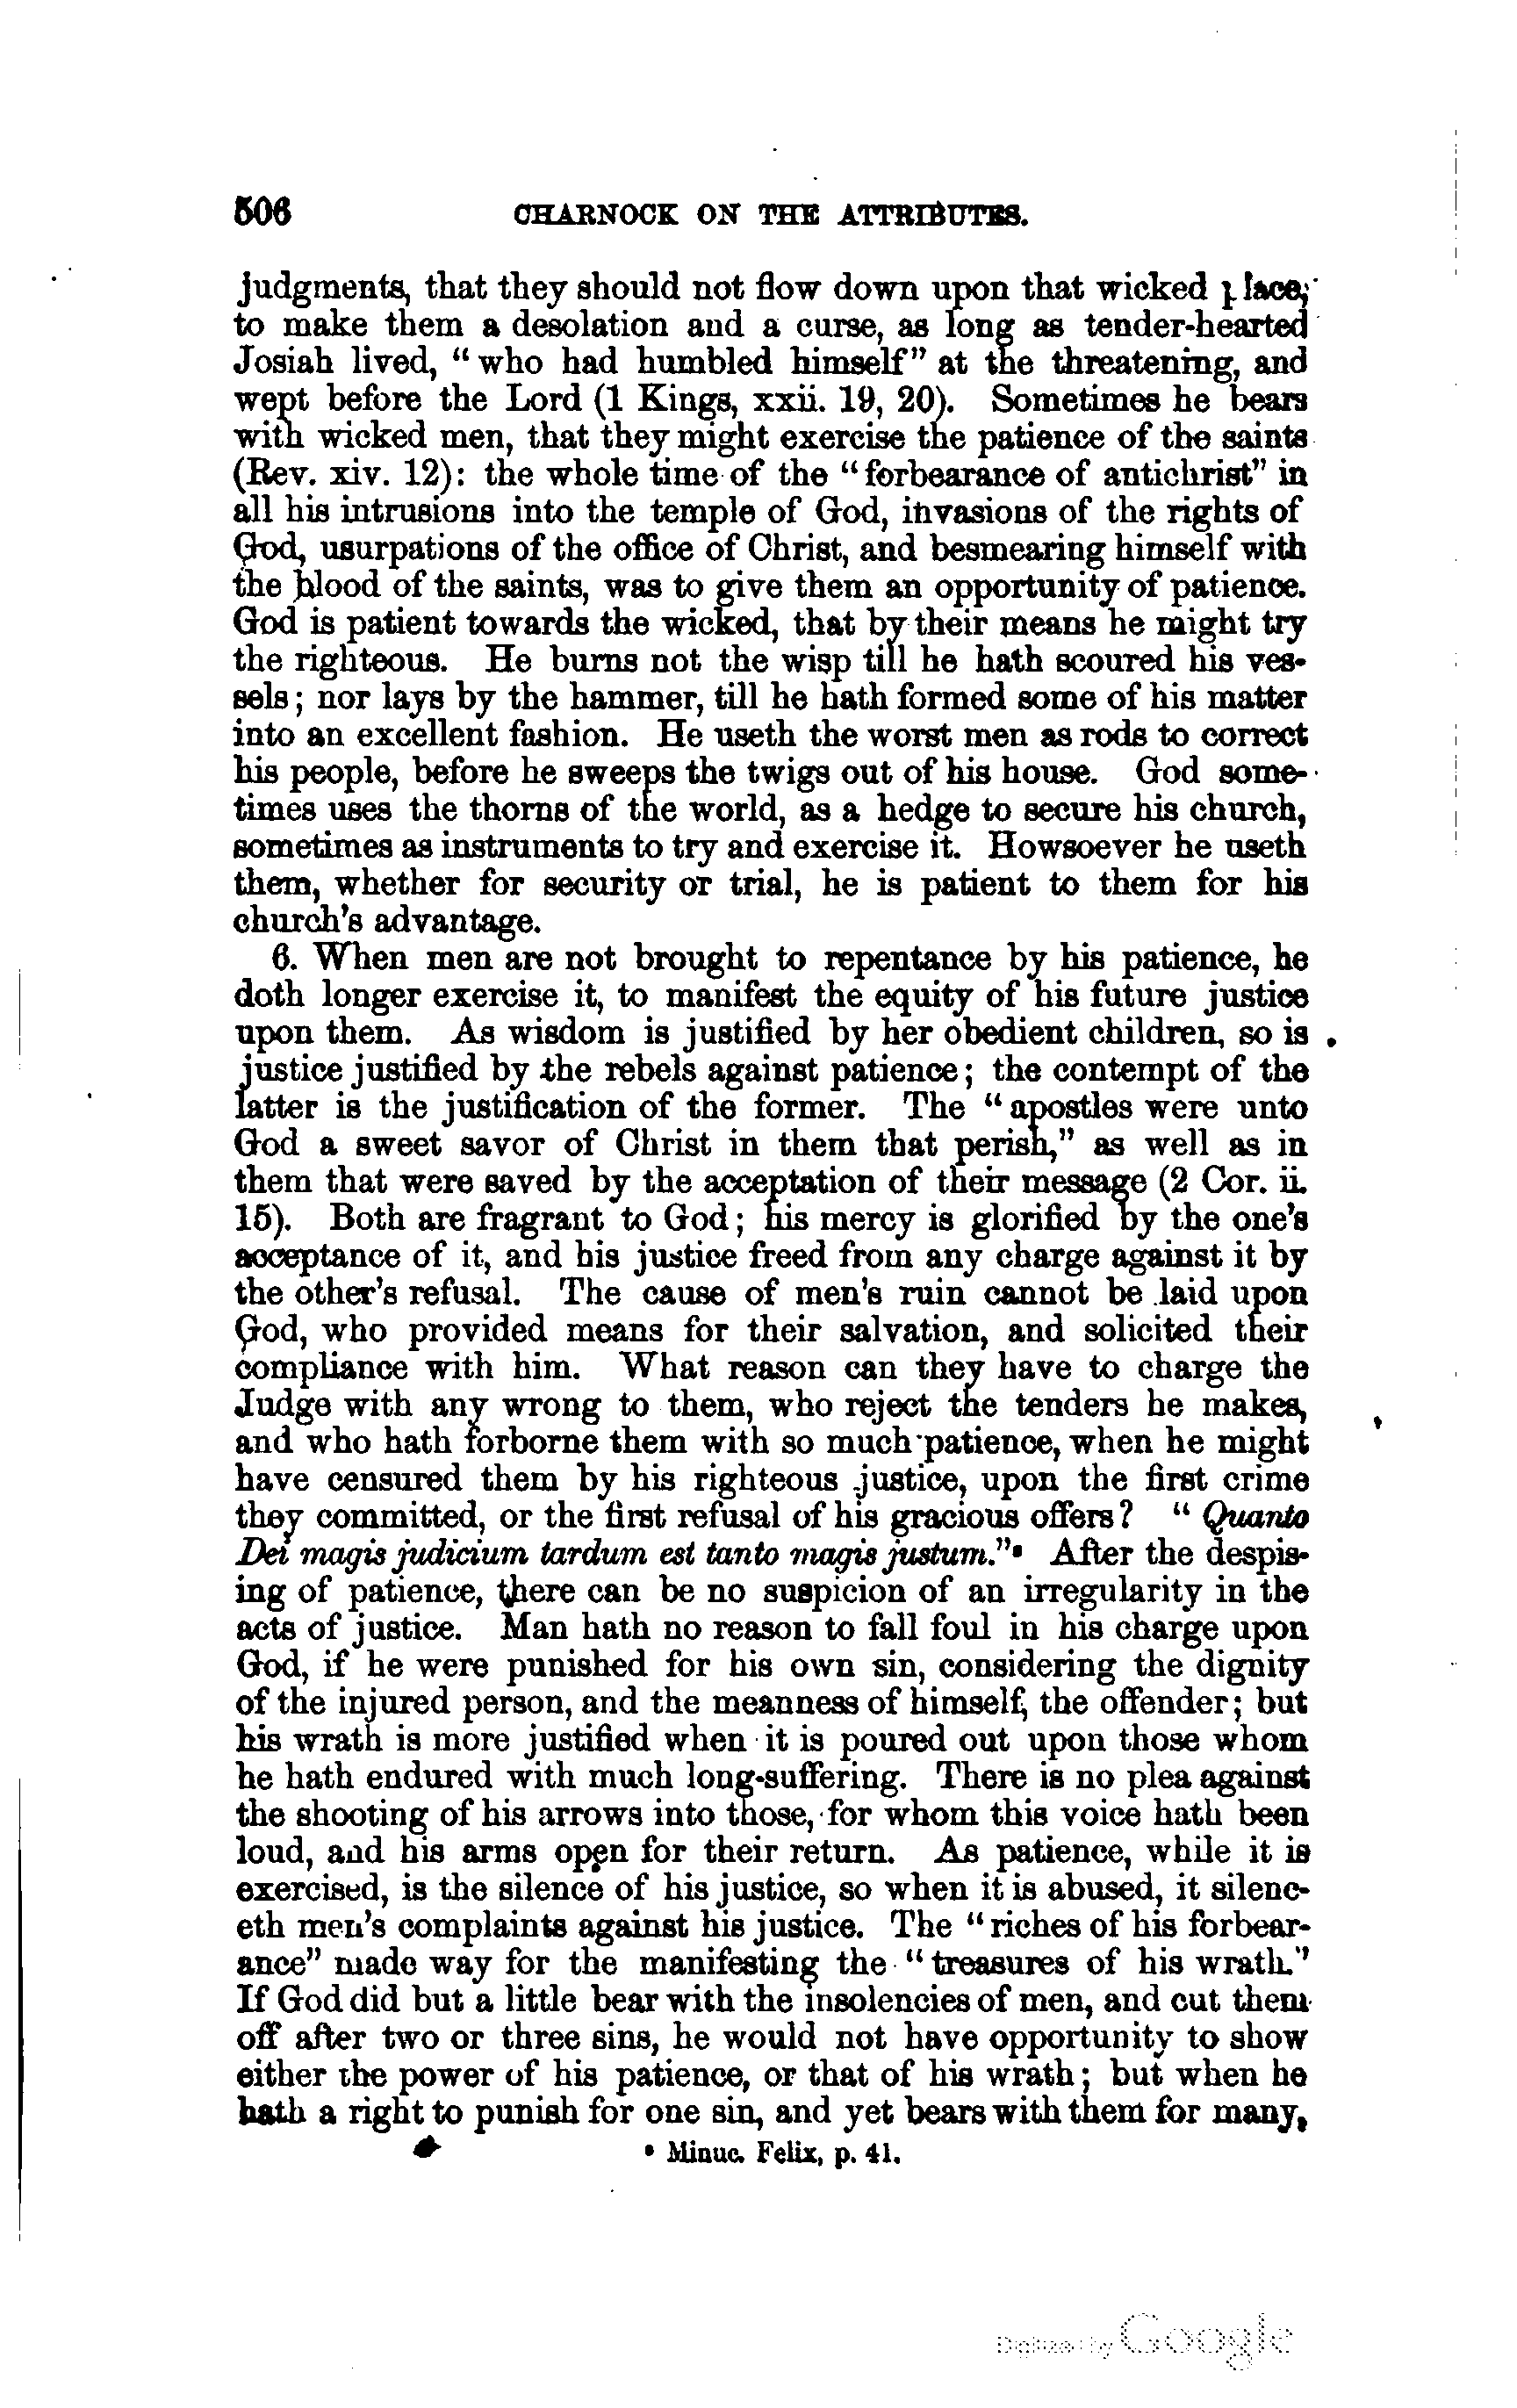 506 CHARNOCK ON THE ATTRIBUTES.
judgments, that they should not flow down upon that wicked place,
to make them a desolation and a curse, as long as tender-hearted
Josiah lived, "who had humbled himself" at the threatening, and
wept before the Lord (1 Kings, xxii. 19, 20). Sometimes he bears
with wicked men, that they might exercise the patience of the saints
(Rev. xiv. 12): the whole time of the "forbearance of antichrist" in
all his intrusions into the temple of God, invasions of the rights of
God, usurpations of the office of Christ, and besmearing himself with
the blood of the saints, was to give them an opportunity of patience.
God is patient towards the wicked, that by their means he might try
the righteous. He burns not the wisp till he hath scoured his ves-
sels; nor lays by the hammer, till he hath formed some of his matter
into an excellent fashion. He useth the worst men as rods to correct
his people, before he sweeps the twigs out of his house. God some-
times uses the thorns of the world, as a hedge to secure his church,
sometimes as instruments to try and exercise it. Howsoever he useth
them, whether for security or trial, he is patient to them for his
church's advantage.
6. When men are not brought to repentance by his patience, he
doth longer exercise it, to manifest the equity of his future justice
upon them. As wisdom is justified by her obedient children, so is
justice justified by the rebels against patience; the contempt of the
latter is the justification of the former. The "apostles were unto
God a sweet savor of Christ in them that perish," as well as in
them that were saved by the acceptation of their message (2 Cor. ii.
15). Both are fragrant to God; his mercy is glorified by the one's
acceptance of it, and his justice freed from any charge against it by
the other's refusal. The cause of men's ruin cannot be laid upon
God, who provided means for their salvation, and solicited their
compliance with him. What reason can they have to charge the
Judge with any wrong to them, who reject the tenders he makes,
and who hath forborne them with so much patience, when he might
have censured them by his righteous justice, upon the first crime
they committed, or the first refusal of his gracious offers? "Quanto
Dei magis judicium tardum est tanto magis justum."s After the despis-
ing of patience, there can be no suspicion of an irregularity in the
acts of justice. Man hath no reason to fall foul in his charge upon
God, if he were punished for his own sin, considering the dignity
of the injured person, and the meanness of himself, the offender; but
his wrath is more justified when it is poured out upon those whom
he hath endured with much long-suffering. There is no plea against
the shooting of his arrows into those, for whom this voice hath been
loud, and his arms open for their return. As patience, while it is
exercised, is the silence of his justice, so when it is abused, it silenc-
eth men's complaints against his justice. The "riches of his forbear-
ance" made way for the manifesting the "treasures of his wrath."
If God did but a little bear with the insolencies of men, and cut them
off after two or three sins, he would not have opportunity to show
either the power of his patience, or that of his wrath; but when he
hath a right to punish for one sin, and yet bears with them for many,
s Minuc. Felix, p. 41.
Digitized by Google